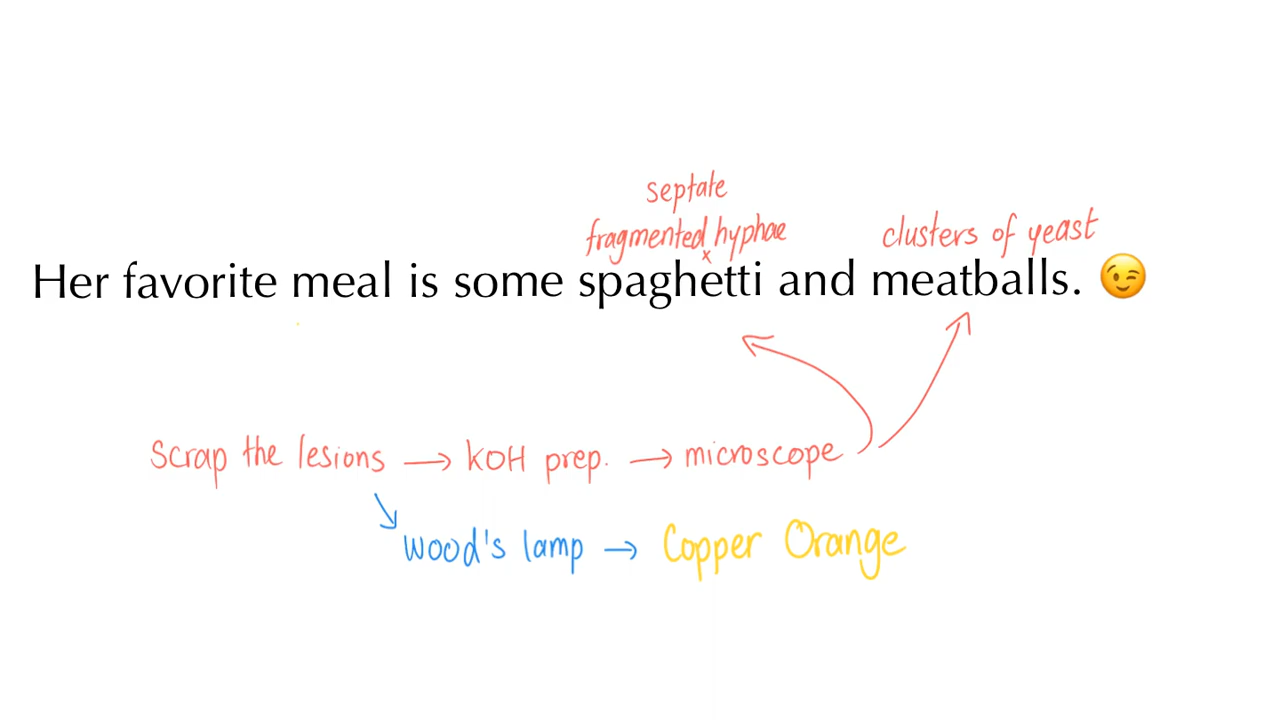 septate
fragmented hyphae
clusters of yeast
x
Her favorite meal is some spaghetti and meatballs. 😉
Scrap the lesions → KOH prep. → microscope
wood's lamp → Copper Orange